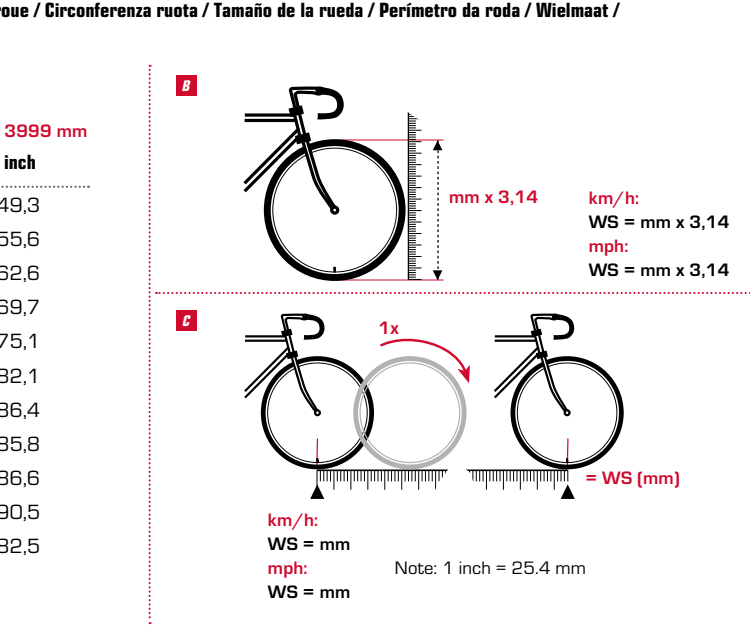 roue / Circonferenza ruota / Tamaño de la rueda / Perímetro da roda / Wielmaat /
3999 mm
inch
49,3
55,6
62,6
69,7
75,1
82,1
86,4
85,8
86,6
90,5
82,5
B
mm x 3,14
km/h:
WS = mm x 3,14
mph:
WS = mm x 3,14
C
1x
= WS (mm)
km/h:
WS = mm
mph:
WS = mm
Note: 1 inch = 25.4 mm